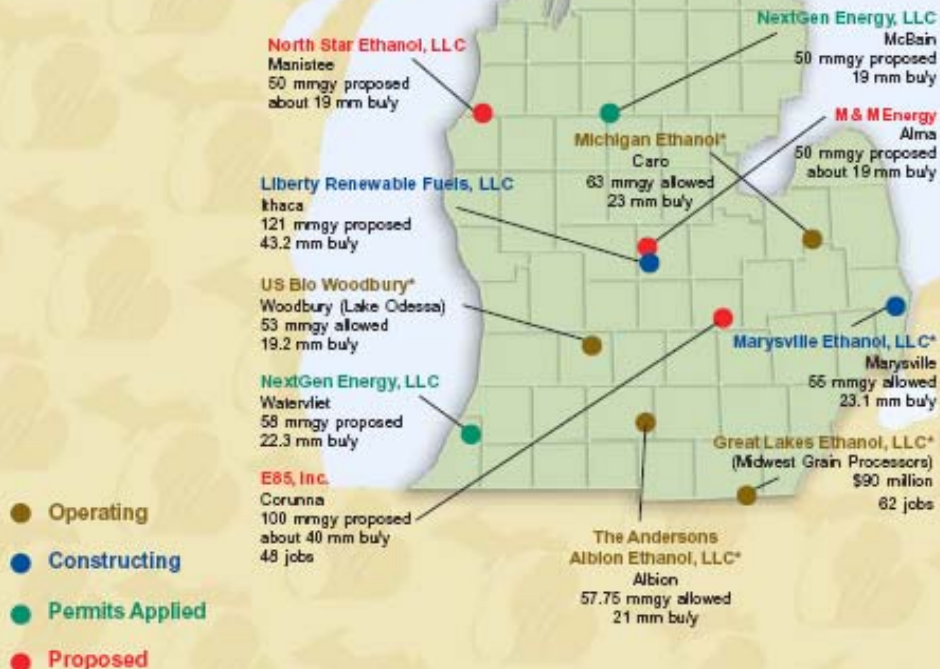 North Star Ethanol, LLC
Manistee
50 mmgy proposed
about 19 mm bu/y
NextGen Energy, LLC
McBain
50 mmgy proposed
19 mm bu/y
M & M Energy
Alma
50 mmgy proposed
about 19 mm bu/y
Michigan Ethanol*
Caro
63 mmgy allowed
23 mm bu/y
Liberty Renewable Fuels, LLC
Ithaca
121 mmgy proposed
43.2 mm bu/y
US Bio Woodbury*
Woodbury (Lake Odessa)
53 mmgy allowed
19.2 mm bu/y
Marysville Ethanol, LLC*
Marysville
55 mmgy allowed
23.1 mm bu/y
NextGen Energy, LLC
Watervliet
58 mmgy proposed
22.3 mm bu/y
Great Lakes Ethanol, LLC*
(Midwest Grain Processors)
$90 million
62 jobs
E85, Inc.
Corunna
100 mmgy proposed
about 40 mm bu/y
48 jobs
The Andersons
Albion Ethanol, LLC*
Albion
57.75 mmgy allowed
21 mm bu/y
Operating
Constructing
Permits Applied
Proposed